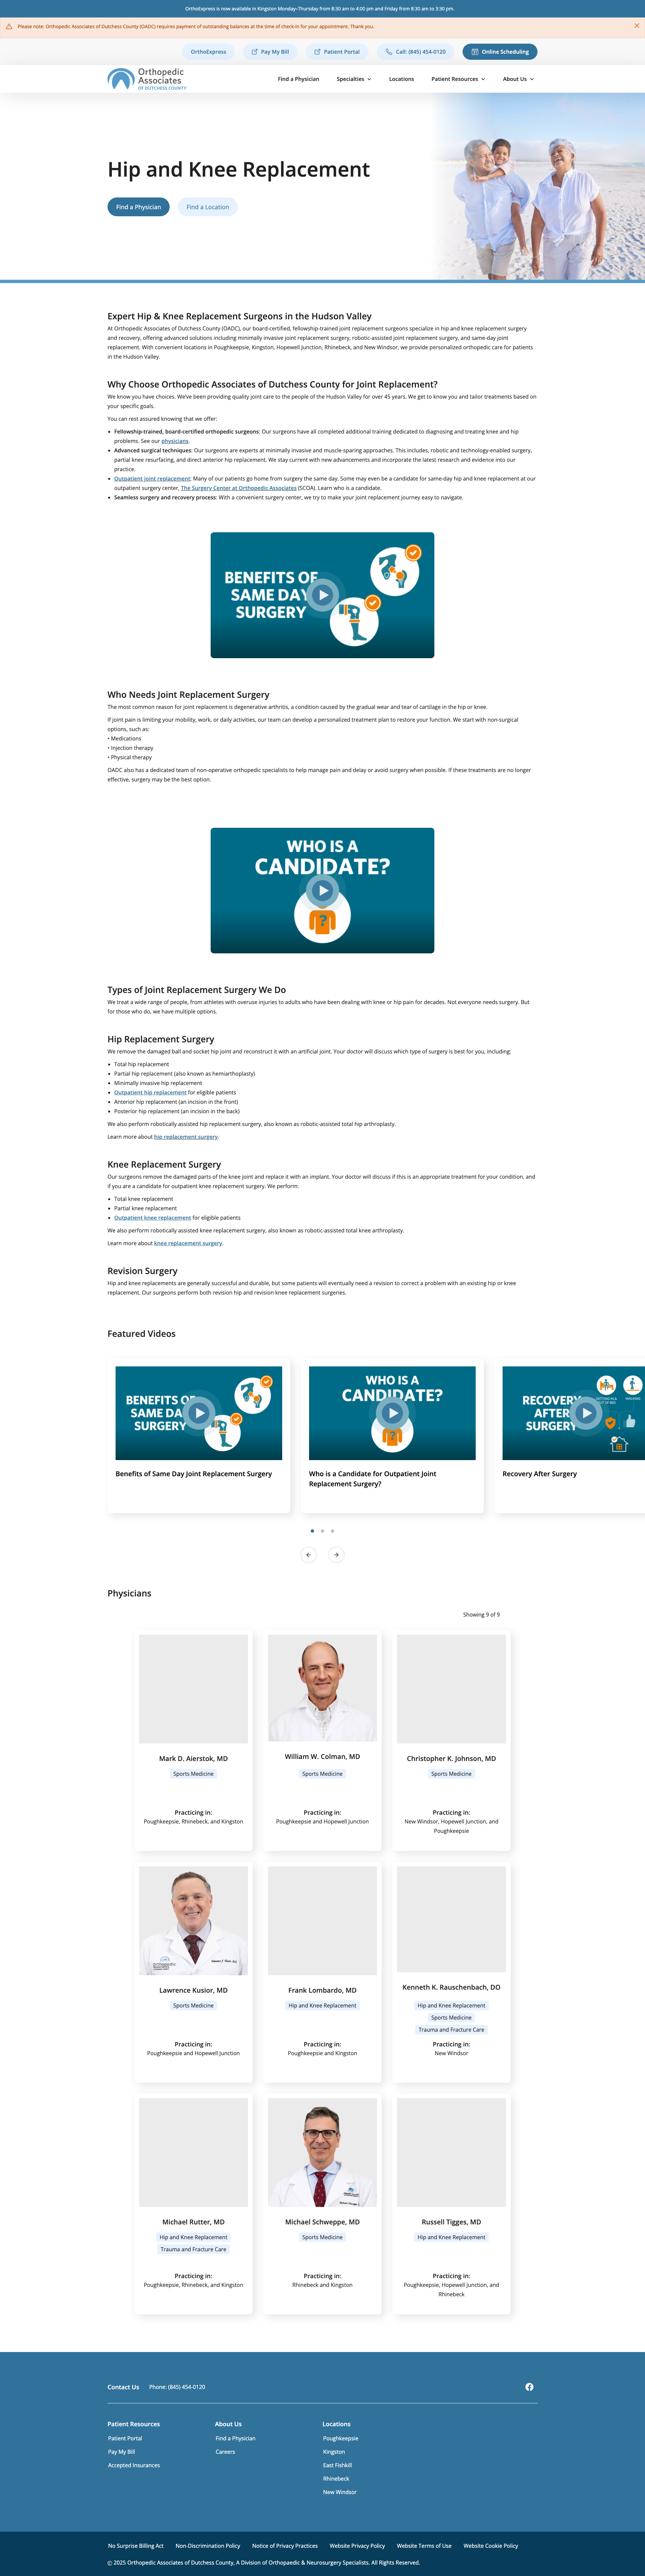 OrthoExpress is now available in Kingston Monday–Thursday from 8:30 am to 4:00 pm and Friday from 8:30 am to 3:30 pm.
Please note: Orthopedic Associates of Dutchess County (OADC) requires payment of outstanding balances at the time of check-in for your appointment. Thank you.
OrthoExpress
Pay My Bill
Patient Portal
Call: (845) 454-0120
Online Scheduling
Orthopedic
Associates
OF DUTCHESS COUNTY
Find a Physician
Specialties
Locations
Patient Resources
About Us
Hip and Knee Replacement
Find a Physician
Find a Location
Expert Hip & Knee Replacement Surgeons in the Hudson Valley
At Orthopedic Associates of Dutchess County (OADC), our board-certified, fellowship-trained joint replacement surgeons specialize in hip and knee replacement surgery
and recovery, offering advanced solutions including minimally invasive joint replacement surgery, robotic-assisted joint replacement surgery, and same-day joint
replacement. With convenient locations in Poughkeepsie, Kingston, Hopewell Junction, Rhinebeck, and New Windsor, we provide personalized orthopedic care for patients
in the Hudson Valley.
Why Choose Orthopedic Associates of Dutchess County for Joint Replacement?
We know you have choices. We've been providing quality joint care to the people of the Hudson Valley for over 45 years. We get to know you and tailor treatments based on
your specific goals.
You can rest assured knowing that we offer:
• Fellowship-trained, board-certified orthopedic surgeons: Our surgeons have all completed additional training dedicated to diagnosing and treating knee and hip
problems. See our physicians.
• Advanced surgical techniques: Our surgeons are experts at minimally invasive and muscle-sparing approaches. This includes, robotic and technology-enabled surgery,
partial knee resurfacing, and direct anterior hip replacement. We stay current with new advancements and incorporate the latest research and evidence into our
practice.
• Outpatient joint replacement: Many of our patients go home from surgery the same day. Some may even be a candidate for same-day hip and knee replacement at our
outpatient surgery center, The Surgery Center at Orthopedic Associates (SCOA). Learn who is a candidate.
• Seamless surgery and recovery process: With a convenient surgery center, we try to make your joint replacement journey easy to navigate.
BENEFITS OF
SAME DAY
SURGERY
Who Needs Joint Replacement Surgery
The most common reason for joint replacement is degenerative arthritis, a condition caused by the gradual wear and tear of cartilage in the hip or knee.
If joint pain is limiting your mobility, work, or daily activities, our team can develop a personalized treatment plan to restore your function. We start with non-surgical
options, such as:
• Medications
• Injection therapy
• Physical therapy
OADC also has a dedicated team of non-operative orthopedic specialists to help manage pain and delay or avoid surgery when possible. If these treatments are no longer
effective, surgery may be the best option.
WHO IS A
CANDIDATE?
?
Types of Joint Replacement Surgery We Do
We treat a wide range of people, from athletes with overuse injuries to adults who have been dealing with knee or hip pain for decades. Not everyone needs surgery. But
for those who do, we have multiple options.
Hip Replacement Surgery
We remove the damaged ball and socket hip joint and reconstruct it with an artificial joint. Your doctor will discuss which type of surgery is best for you, including:
• Total hip replacement
• Partial hip replacement (also known as hemiarthoplasty)
• Minimally invasive hip replacement
• Outpatient hip replacement for eligible patients
• Anterior hip replacement (an incision in the front)
• Posterior hip replacement (an incision in the back)
We also perform robotically assisted hip replacement surgery, also known as robotic-assisted total hip arthroplasty.
Learn more about hip replacement surgery.
Knee Replacement Surgery
Our surgeons remove the damaged parts of the knee joint and replace it with an implant. Your doctor will discuss if this is an appropriate treatment for your condition, and
if you are a candidate for outpatient knee replacement surgery. We perform:
• Total knee replacement
• Partial knee replacement
• Outpatient knee replacement for eligible patients
We also perform robotically assisted knee replacement surgery, also known as robotic-assisted total knee arthroplasty.
Learn more about knee replacement surgery.
Revision Surgery
Hip and knee replacements are generally successful and durable, but some patients will eventually need a revision to correct a problem with an existing hip or knee
replacement. Our surgeons perform both revision hip and revision knee replacement surgeries.
Featured Videos
BENEFITS OF
SAME DAY
SURGERY
Benefits of Same Day Joint Replacement Surgery
WHO IS A
CANDIDATE?
Who is a Candidate for Outpatient Joint
Replacement Surgery?
RECOVERY
AFTER
SURGERY
Recovery After Surgery
Physicians
Showing 9 of 9
Mark D. Aierstok, MD
Sports Medicine
Practicing in:
Poughkeepsie, Rhinebeck, and Kingston
William W. Colman, MD
Sports Medicine
Practicing in:
Poughkeepsie and Hopewell Junction
Christopher K. Johnson, MD
Sports Medicine
Practicing in:
New Windsor, Hopewell Junction, and
Poughkeepsie
Lawrence Kusior, MD
Sports Medicine
Practicing in:
Poughkeepsie and Hopewell Junction
Frank Lombardo, MD
Hip and Knee Replacement
Practicing in:
Poughkeepsie and Kingston
Kenneth K. Rauschenbach, DO
Hip and Knee Replacement
Sports Medicine
Trauma and Fracture Care
Practicing in:
New Windsor
Michael Rutter, MD
Hip and Knee Replacement
Trauma and Fracture Care
Practicing in:
Poughkeepsie, Rhinebeck, and Kingston
Michael Schweppe, MD
Sports Medicine
Practicing in:
Rhinebeck and Kingston
Russell Tigges, MD
Hip and Knee Replacement
Practicing in:
Poughkeepsie, Hopewell Junction, and
Rhinebeck
Contact Us
Phone: (845) 454-0120
Patient Resources
Patient Portal
Pay My Bill
Accepted Insurances
About Us
Find a Physician
Careers
Locations
Poughkeepsie
Kingston
East Fishkill
Rhinebeck
New Windsor
No Surprise Billing Act
Non-Discrimination Policy
Notice of Privacy Practices
Website Privacy Policy
Website Terms of Use
Website Cookie Policy
© 2025 Orthopedic Associates of Dutchess County, A Division of Orthopaedic & Neurosurgery Specialists. All Rights Reserved.